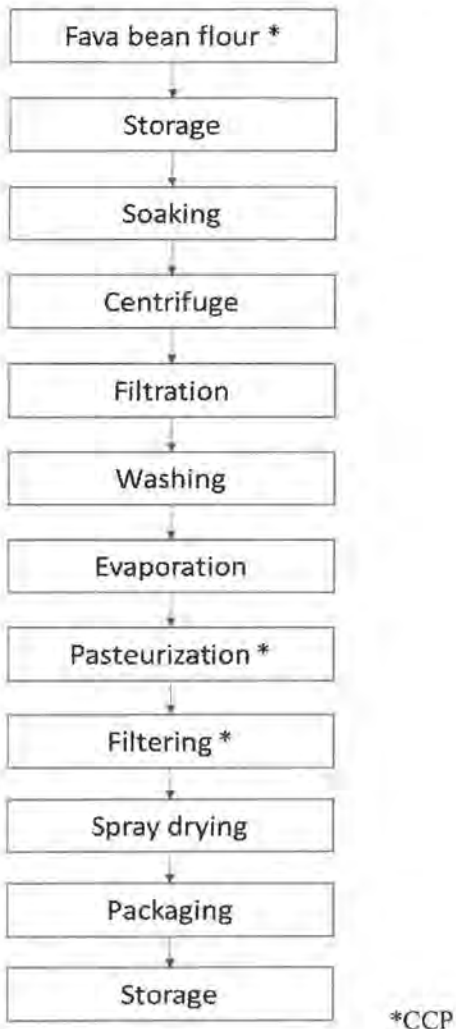 Fava bean flour *
Storage
Soaking
Centrifuge
Filtration
Washing
Evaporation
Pasteurization *
Filtering *
Spray drying
Packaging
Storage
*CCP